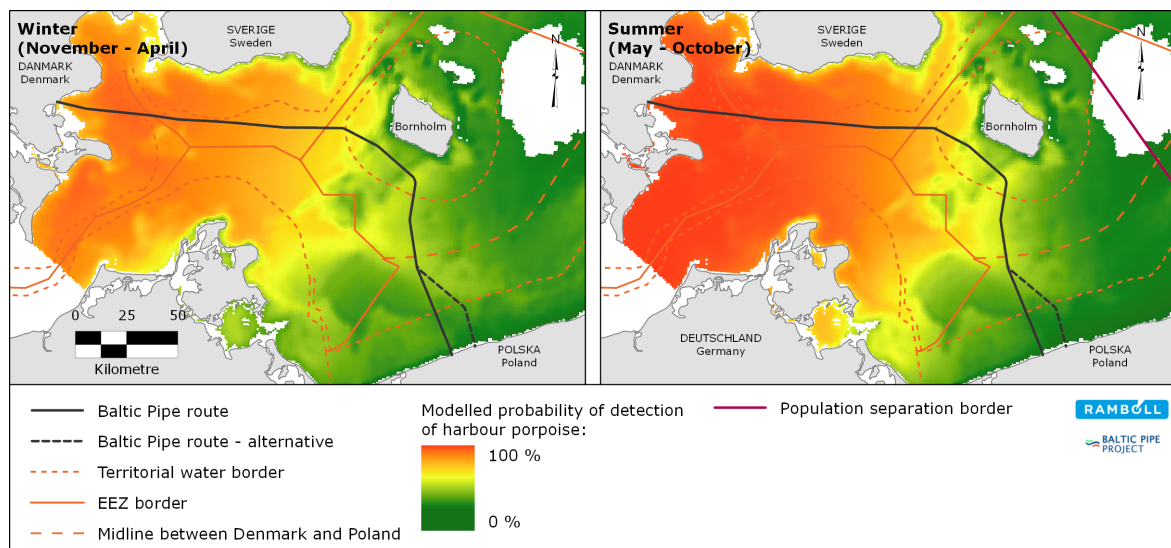 Winter
(November - April)
DANMARK
Denmark
SVERIGE
Sweden
N
Bornholm
0 25 50
Kilometre
POLSKA
Poland
Summer
(May - October)
DANMARK
Denmark
SVERIGE
Sweden
N
Bornholm
DEUTSCHLAND
Germany
POLSKA
Poland
Baltic Pipe route
Baltic Pipe route - alternative
Territorial water border
EEZ border
Midline between Denmark and Poland
Modelled probability of detection
of harbour porpoise:
100 %
0 %
Population separation border
RAMBOLL
BALTIC PIPE
PROJECT